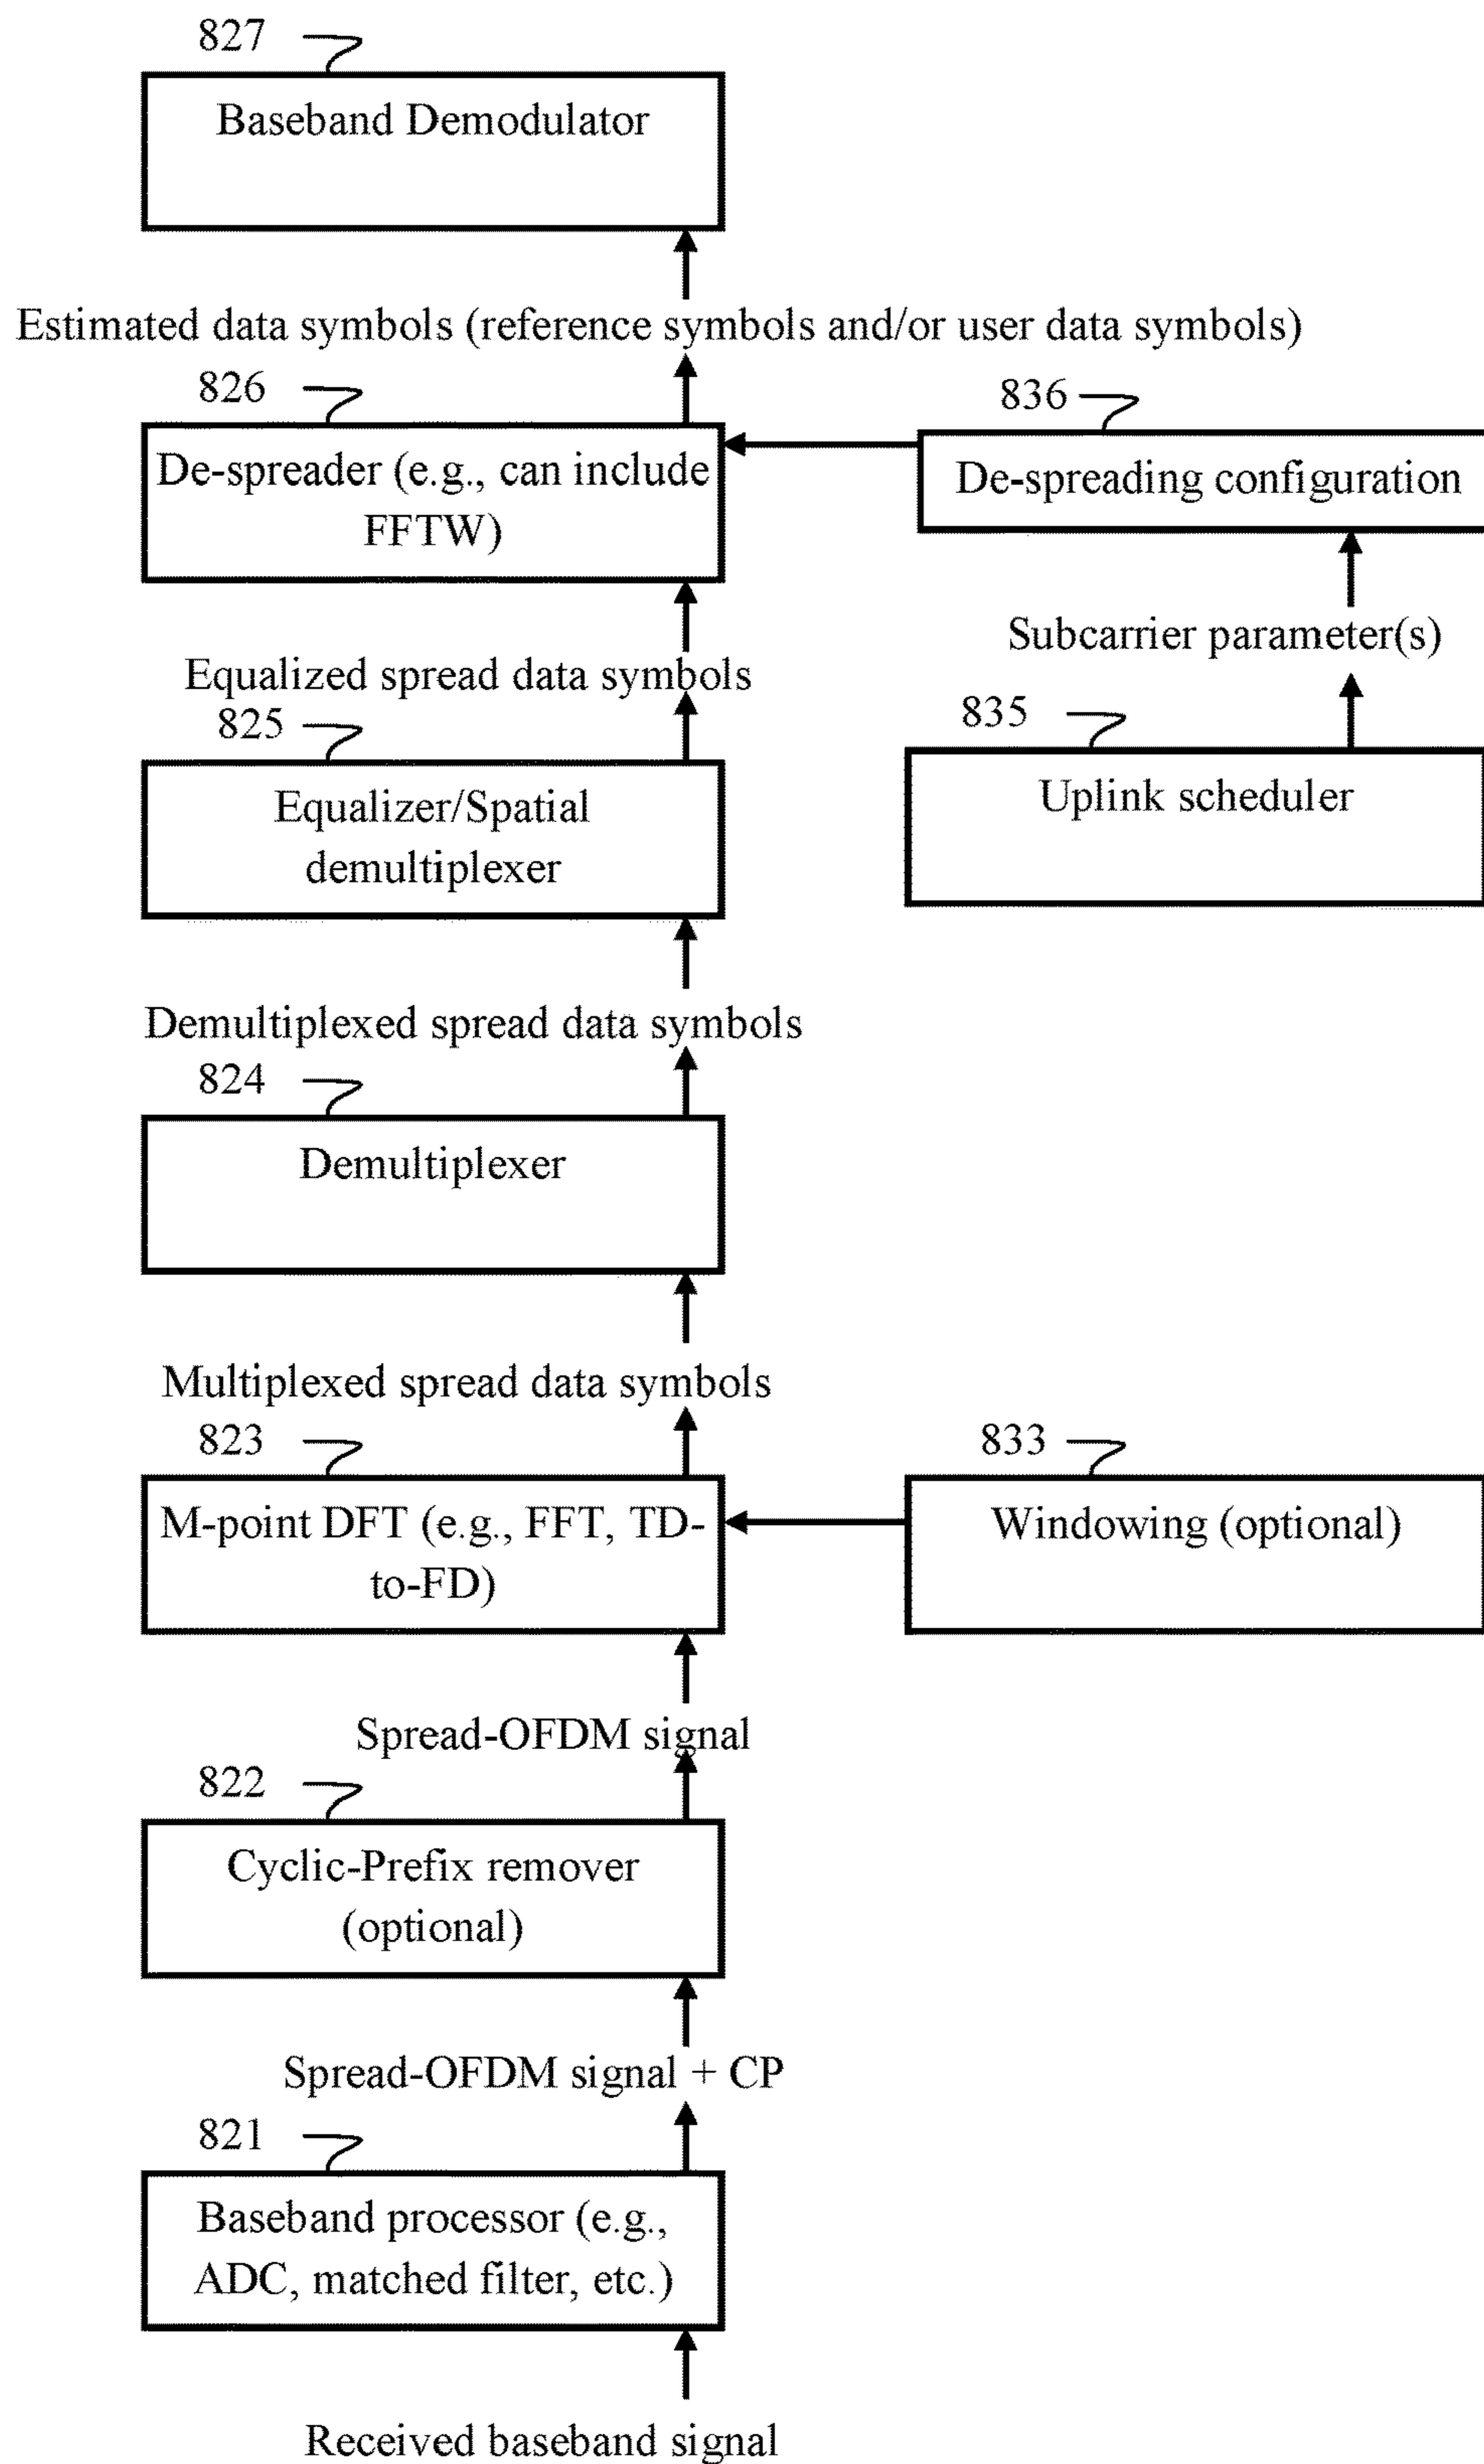 827
Baseband Demodulator
Estimated data symbols (reference symbols and/or user data symbols)
826
De-spreader (e.g., can include
FFTW)
836
De-spreading configuration
Subcarrier parameter(s)
Equalized spread data symbols
825
Equalizer/Spatial
demultiplexer
835
Uplink scheduler
Demultiplexed spread data symbols
824
Demultiplexer
Multiplexed spread data symbols
823
M-point DFT (e.g., FFT, TD-
to-FD)
833
Windowing (optional)
Spread-OFDM signal
822
Cyclic-Prefix remover
(optional)
Spread-OFDM signal + CP
821
Baseband processor (e.g.,
ADC, matched filter, etc.)
Received baseband signal